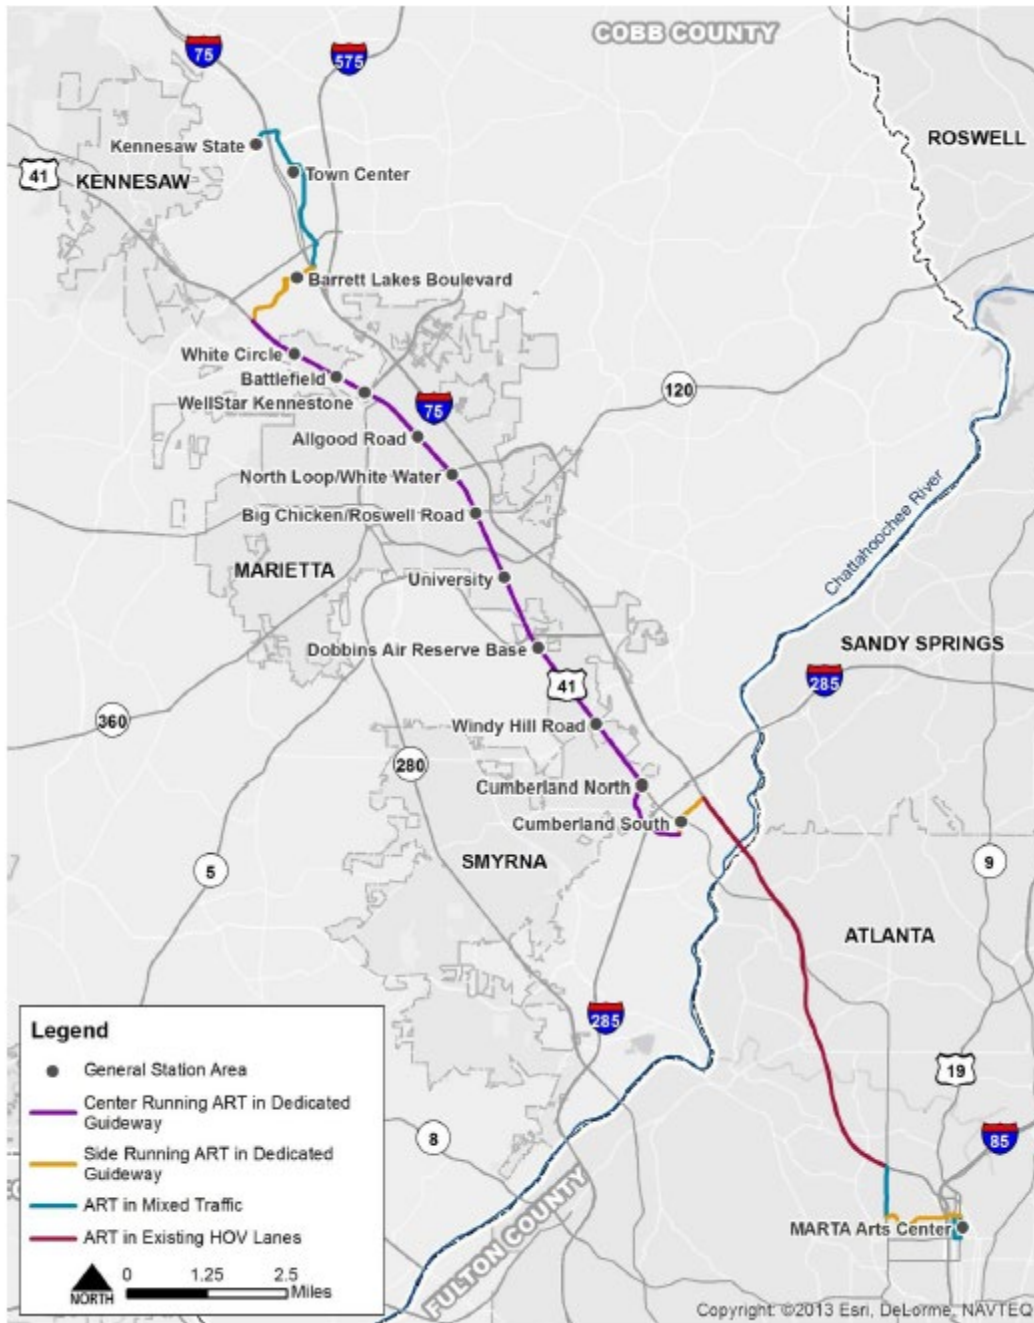 COBB COUNTY
75
575
ROSWELL
Kennesaw State
41
KENNESAW
Town Center
Barrett Lakes Boulevard
White Circle
Battlefield
WellStar Kennestone
75
120
Allgood Road
North Loop/White Water
Big Chicken/Roswell Road
Chattahoochee River
MARIETTA
University
Dobbins Air Reserve Base
SANDY SPRINGS
41
285
360
Windy Hill Road
280
Cumberland North
Cumberland South
SMYRNA
5
9
ATLANTA
285
19
8
85
MARTA Arts Center
FULTON COUNTY
Legend
General Station Area
Center Running ART in Dedicated
Guideway
Side Running ART in Dedicated
Guideway
ART in Mixed Traffic
ART in Existing HOV Lanes
NORTH
0 1.25 2.5
Miles
Copyright: ©2013 Esri, DeLorme, NAVTEQ